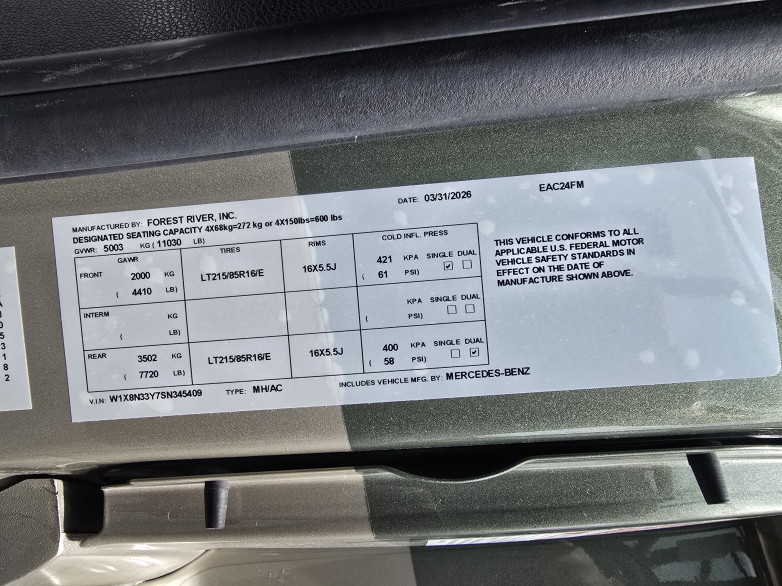 DATE: 03/31/2026 EAC24FM
MANUFACTURED BY: FOREST RIVER, INC.
DESIGNATED SEATING CAPACITY 4X68kg=272 kg or 4X150lbs=600 lbs
GVWR: 5003 KG ( 11030 LB)
GAWR TIRES RIMS COLD INFL. PRESS
FRONT 2000 KG LT215/85R16/E 16X5.5J 421 KPA SINGLE ☑ DUAL ☐
( 4410 LB) ( 61 PSI)
INTERM KG KPA SINGLE ☐ DUAL ☐
( LB) ( PSI)
REAR 3502 KG LT215/85R16/E 16X5.5J 400 KPA SINGLE ☐ DUAL ☑
( 7720 LB) ( 58 PSI)
THIS VEHICLE CONFORMS TO ALL
APPLICABLE U.S. FEDERAL MOTOR
VEHICLE SAFETY STANDARDS IN
EFFECT ON THE DATE OF
MANUFACTURE SHOWN ABOVE.
V.I.N: W1X8N33Y7SN345409 TYPE: MH/AC INCLUDES VEHICLE MFG. BY: MERCEDES-BENZ